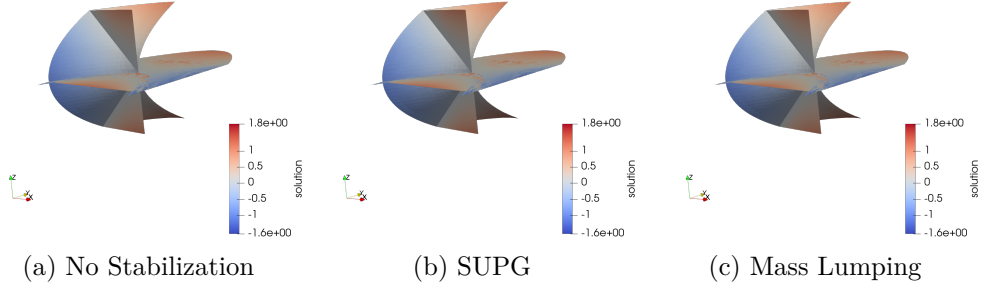 1.8e+00
1
0.5
0
-0.5
-1
-1.6e+00
solution
Z
Y
X
(a) No Stabilization
1.8e+00
1
0.5
0
-0.5
-1
-1.6e+00
solution
Z
Y
X
(b) SUPG
1.8e+00
1
0.5
0
-0.5
-1
-1.6e+00
solution
Z
Y
X
(c) Mass Lumping